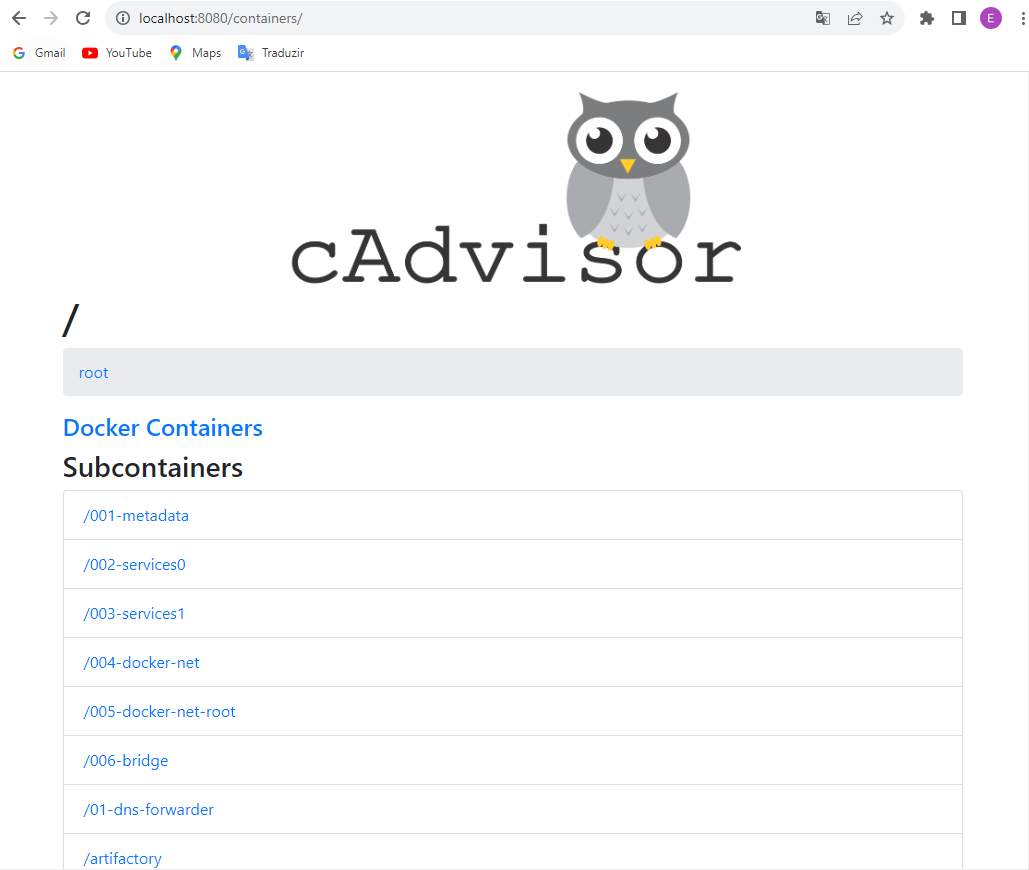 localhost:8080/containers/
E
Gmail YouTube Maps Traduzir
cAdvisor
/
root
Docker Containers
Subcontainers
/001-metadata
/002-services0
/003-services1
/004-docker-net
/005-docker-net-root
/006-bridge
/01-dns-forwarder
/artifactory